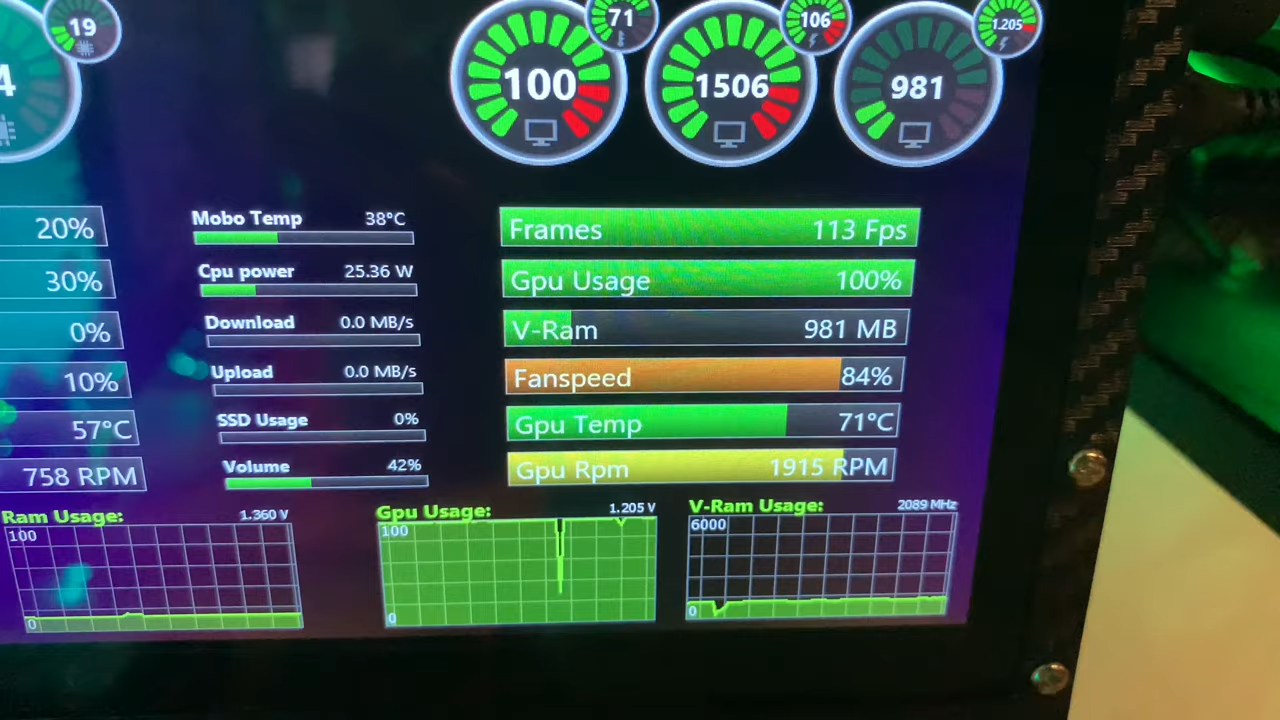 19
71
106
1.205
4
100
1506
981
20%
30%
0%
10%
57°C
758 RPM
Mobo Temp 38°C
Cpu power 25.36 W
Download 0.0 MB/s
Upload 0.0 MB/s
SSD Usage 0%
Volume 42%
Frames 113 Fps
Gpu Usage 100%
V-Ram 981 MB
Fanspeed 84%
Gpu Temp 71°C
Gpu Rpm 1915 RPM
Ram Usage: 1.360 V
100
0
Gpu Usage: 1.205 V
100
0
V-Ram Usage: 2089 MHz
6000
0